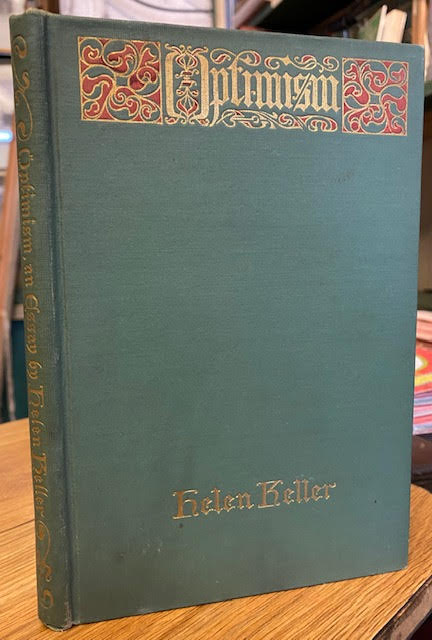 Optimism
Helen Keller
Optimism, an Essay by Helen Keller